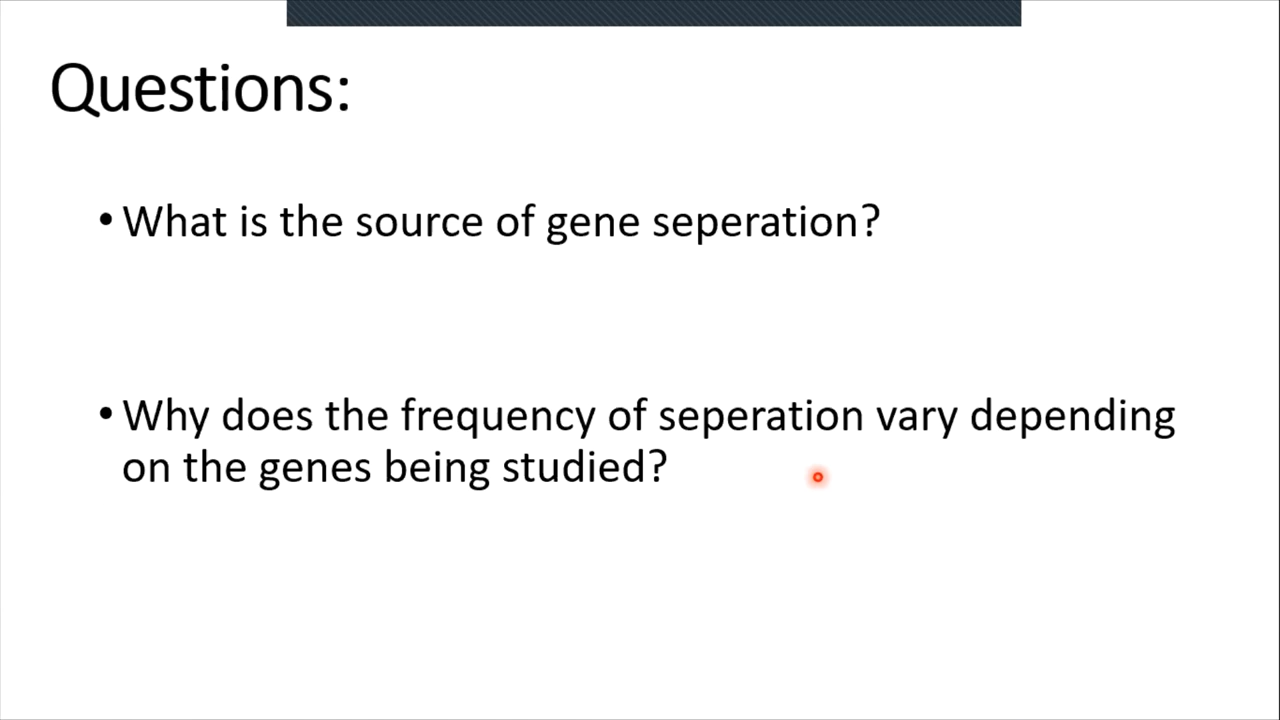 Questions:
• What is the source of gene seperation?
• Why does the frequency of seperation vary depending
on the genes being studied?